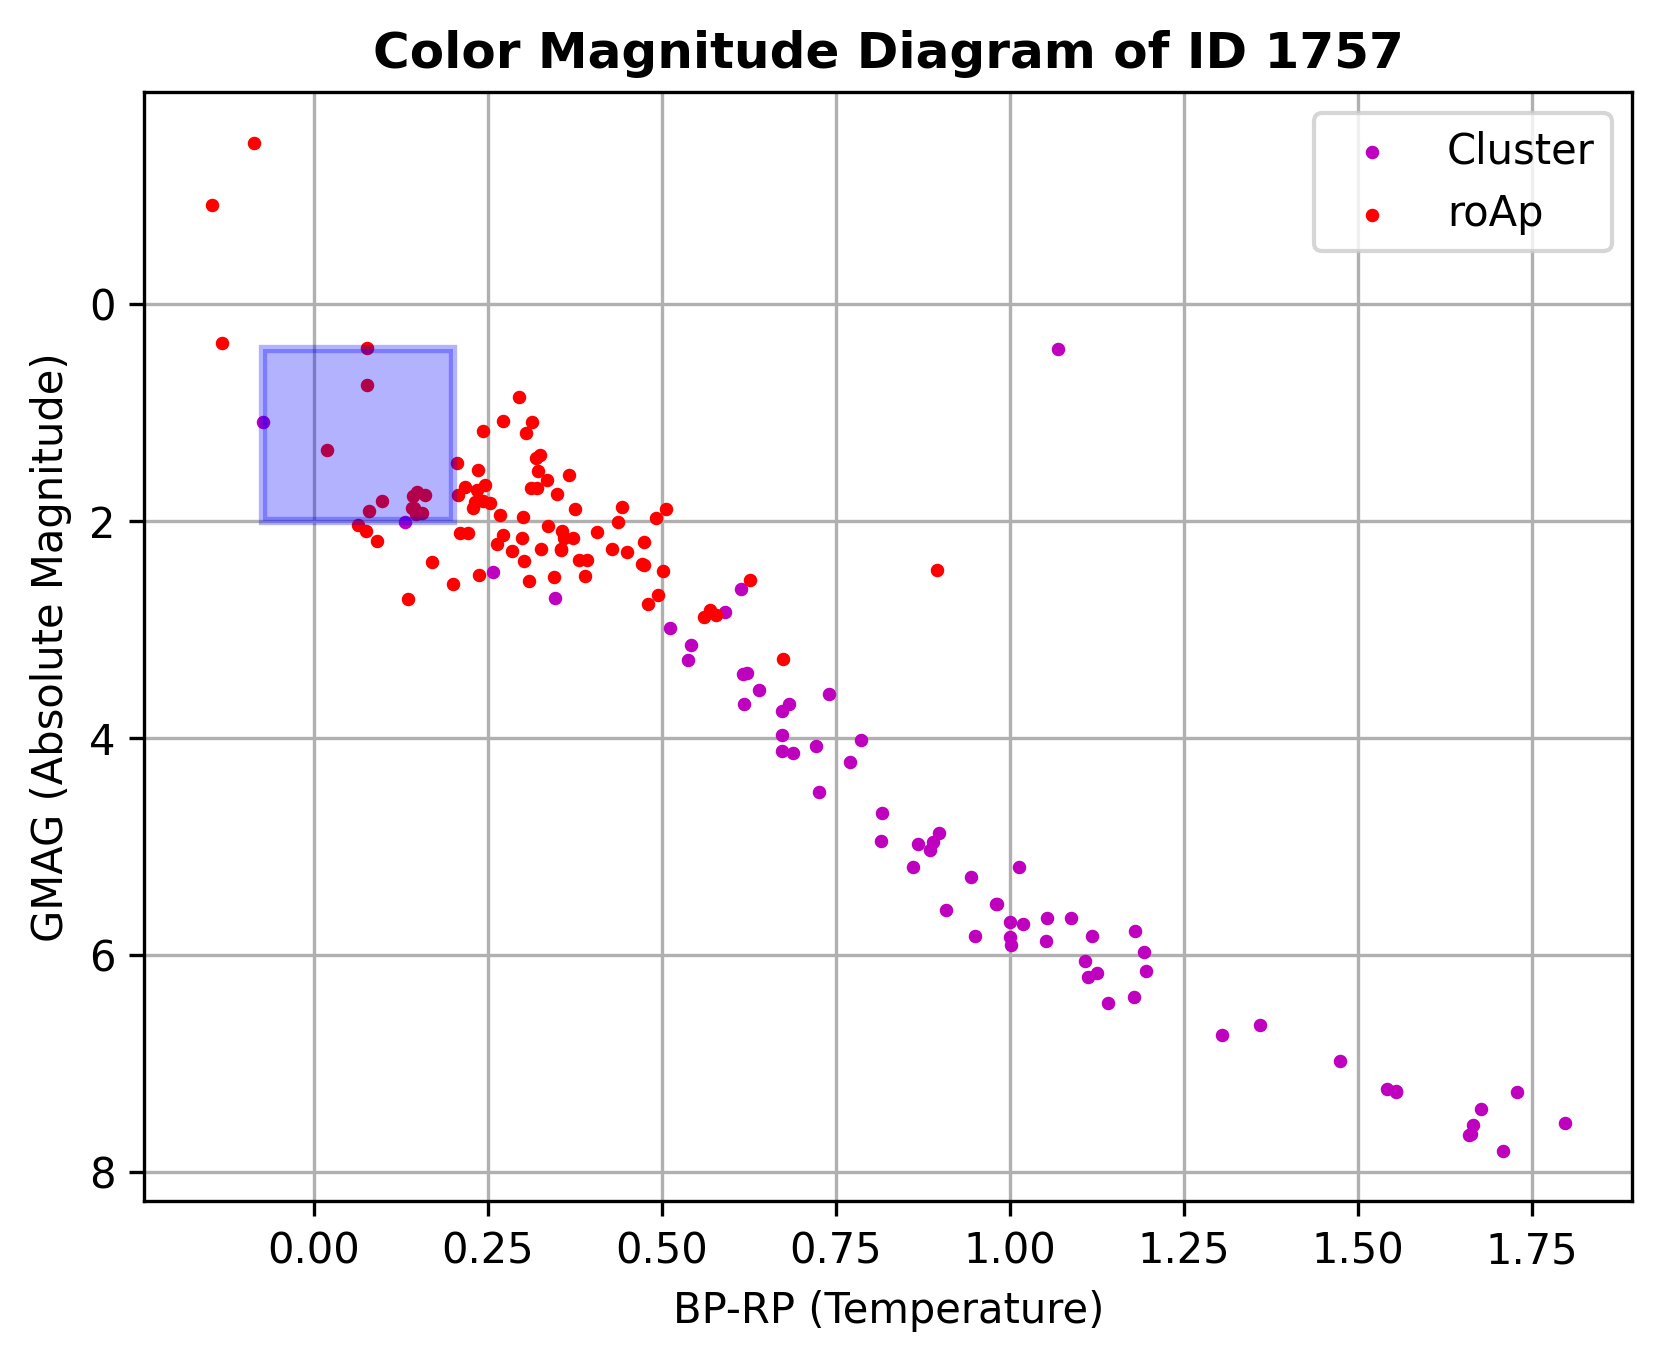 Color Magnitude Diagram of ID 1757
Cluster
roAp
GMAG (Absolute Magnitude)
0
2
4
6
8
0.00 0.25 0.50 0.75 1.00 1.25 1.50 1.75
BP-RP (Temperature)